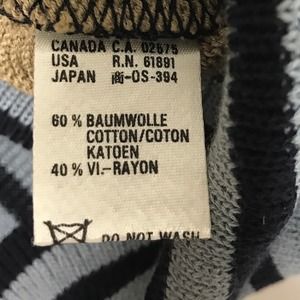 CANADA C.A. 02675
USA R.N. 61891
JAPAN 商-OS-394
60% BAUMWOLLE
COTTON/COTON
KATOEN
40% VI.-RAYON
DO NOT WASH